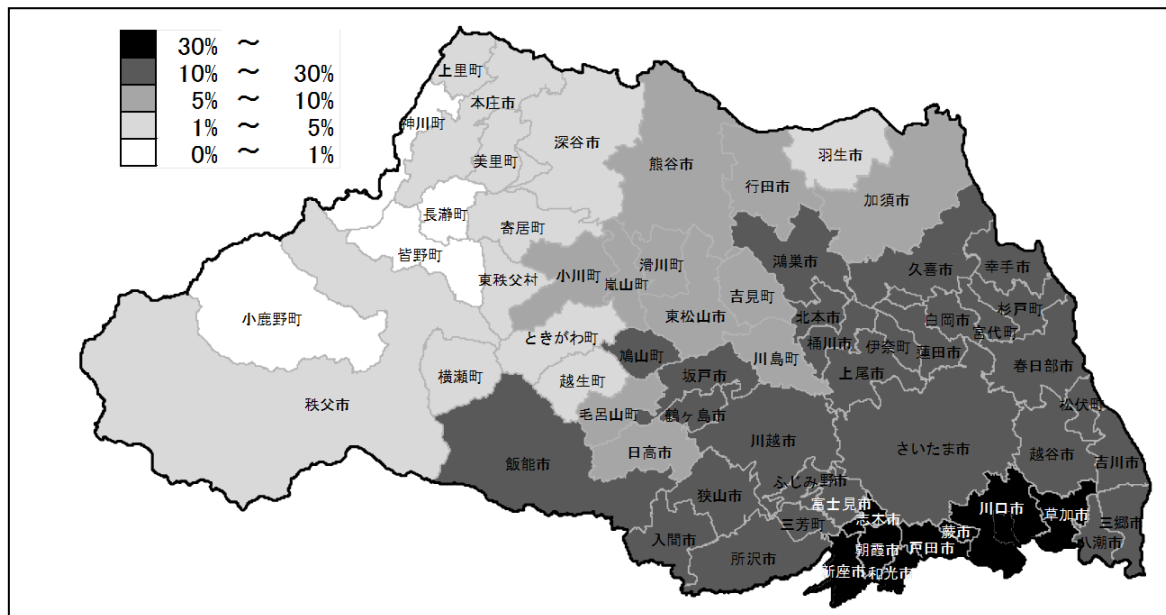 30% ～
10% ～ 30%
5% ～ 10%
1% ～ 5%
0% ～ 1%
上里町
本庄市
神川町
美里町
深谷市
熊谷市
羽生市
行田市
加須市
長瀞町
寄居町
皆野町
東秩父村
小川町
嵐山町
滑川町
吉見町
鴻巣市
久喜市
幸手市
小鹿野町
東松山市
北本市
白岡市
杉戸町
宮代町
ときがわ町
鳩山町
川島町
桶川市
伊奈町
蓮田市
春日部市
横瀬町
越生町
坂戸市
上尾市
秩父市
毛呂山町
鶴ヶ島市
松伏町
飯能市
日高市
川越市
さいたま市
越谷市
吉川市
狭山市
ふじみ野市
富士見市
川口市
草加市
三郷市
入間市
三芳町
志木市
蕨市
所沢市
朝霞市
戸田市
八潮市
新座市
和光市